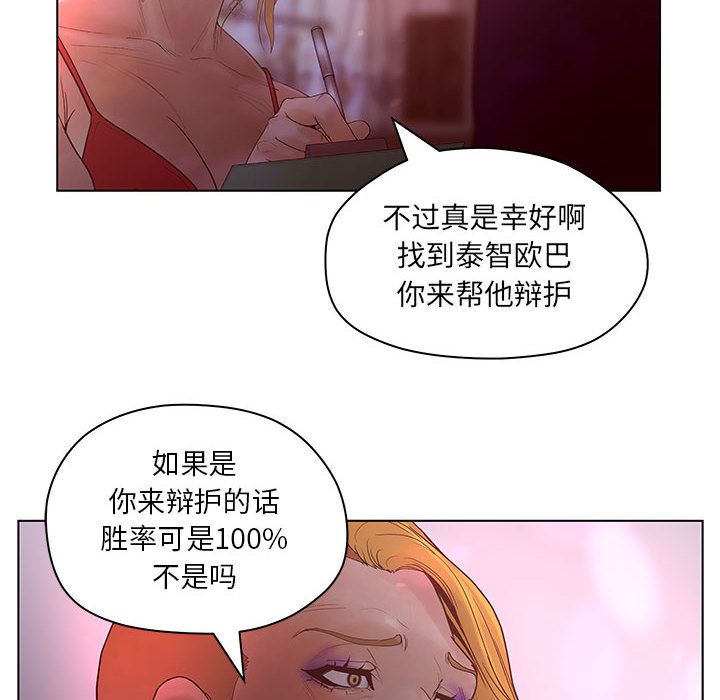 不过真是幸好啊
找到泰智欧巴
你来帮他辩护
如果是
你来辩护的话
胜率可是100%
不是吗